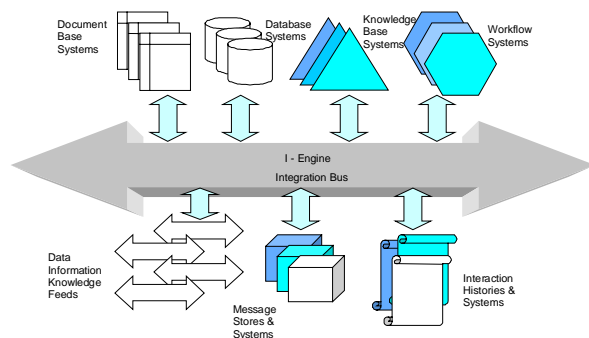 Document
Base
Systems
Database
Systems
Knowledge
Base
Systems
Workflow
Systems
I - Engine
Integration Bus
Data
Information
Knowledge
Feeds
Message
Stores &
Systems
Interaction
Histories &
Systems